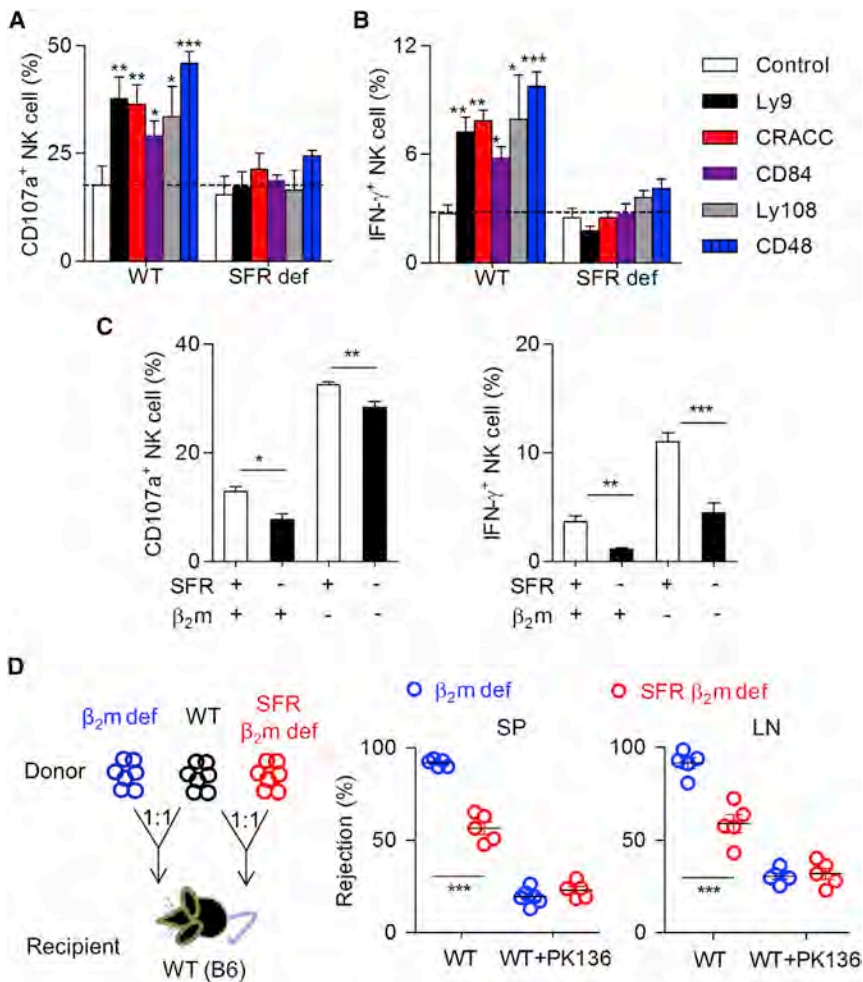 A
B
50
25
0
CD107a+ NK cell (%)
** ** * * ***
WT SFR def
12
6
0
IFN-γ+ NK cell (%)
** ** * * ***
WT SFR def
Control
Ly9
CRACC
CD84
Ly108
CD48
C
40
20
0
CD107a+ NK cell (%)
* **
SFR + - + -
β2m + + - -
20
10
0
IFN-γ+ NK cell (%)
** ***
SFR + - + -
β2m + + - -
D
β2m def
WT
SFR
β2m def
Donor
1:1 1:1
Recipient
WT (B6)
β2m def
SFR β2m def
SP
100
50
0
Rejection (%)
***
WT WT+PK136
LN
100
50
0
***
WT WT+PK136